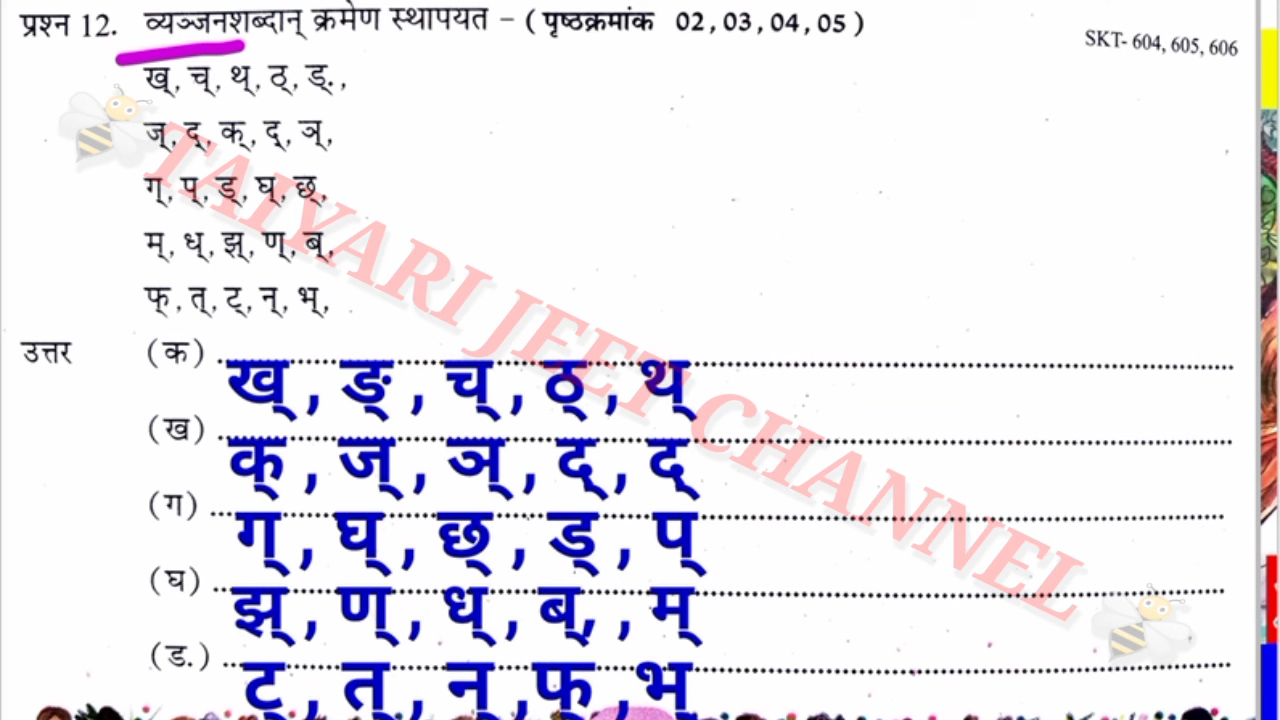 प्रश्न 12. व्यञ्जनशब्दान् क्रमेण स्थापयत – ( पृष्ठक्रमांक 02, 03, 04, 05 )
SKT- 604, 605, 606
ख्, च्, थ्, ठ्, ड्.,
ज्, द्, क्, द्, ञ्,
ग्, प्, ड्, घ्, छ्,
म्, ध्, झ्, ण्, ब्,
फ्, त्, ट्, न्, भ्,
TAIYARI JEET CHANNEL
उत्तर (क) ख् , ङ् , च् , ठ् , थ्
(ख) क् , ज् , ञ् , द् , द्
(ग) ग् , घ् , छ् , ड् , प्
(घ) झ् , ण् , ध् , ब्, , म्
(ड.) ट् , त् , न् , फ् , भ्